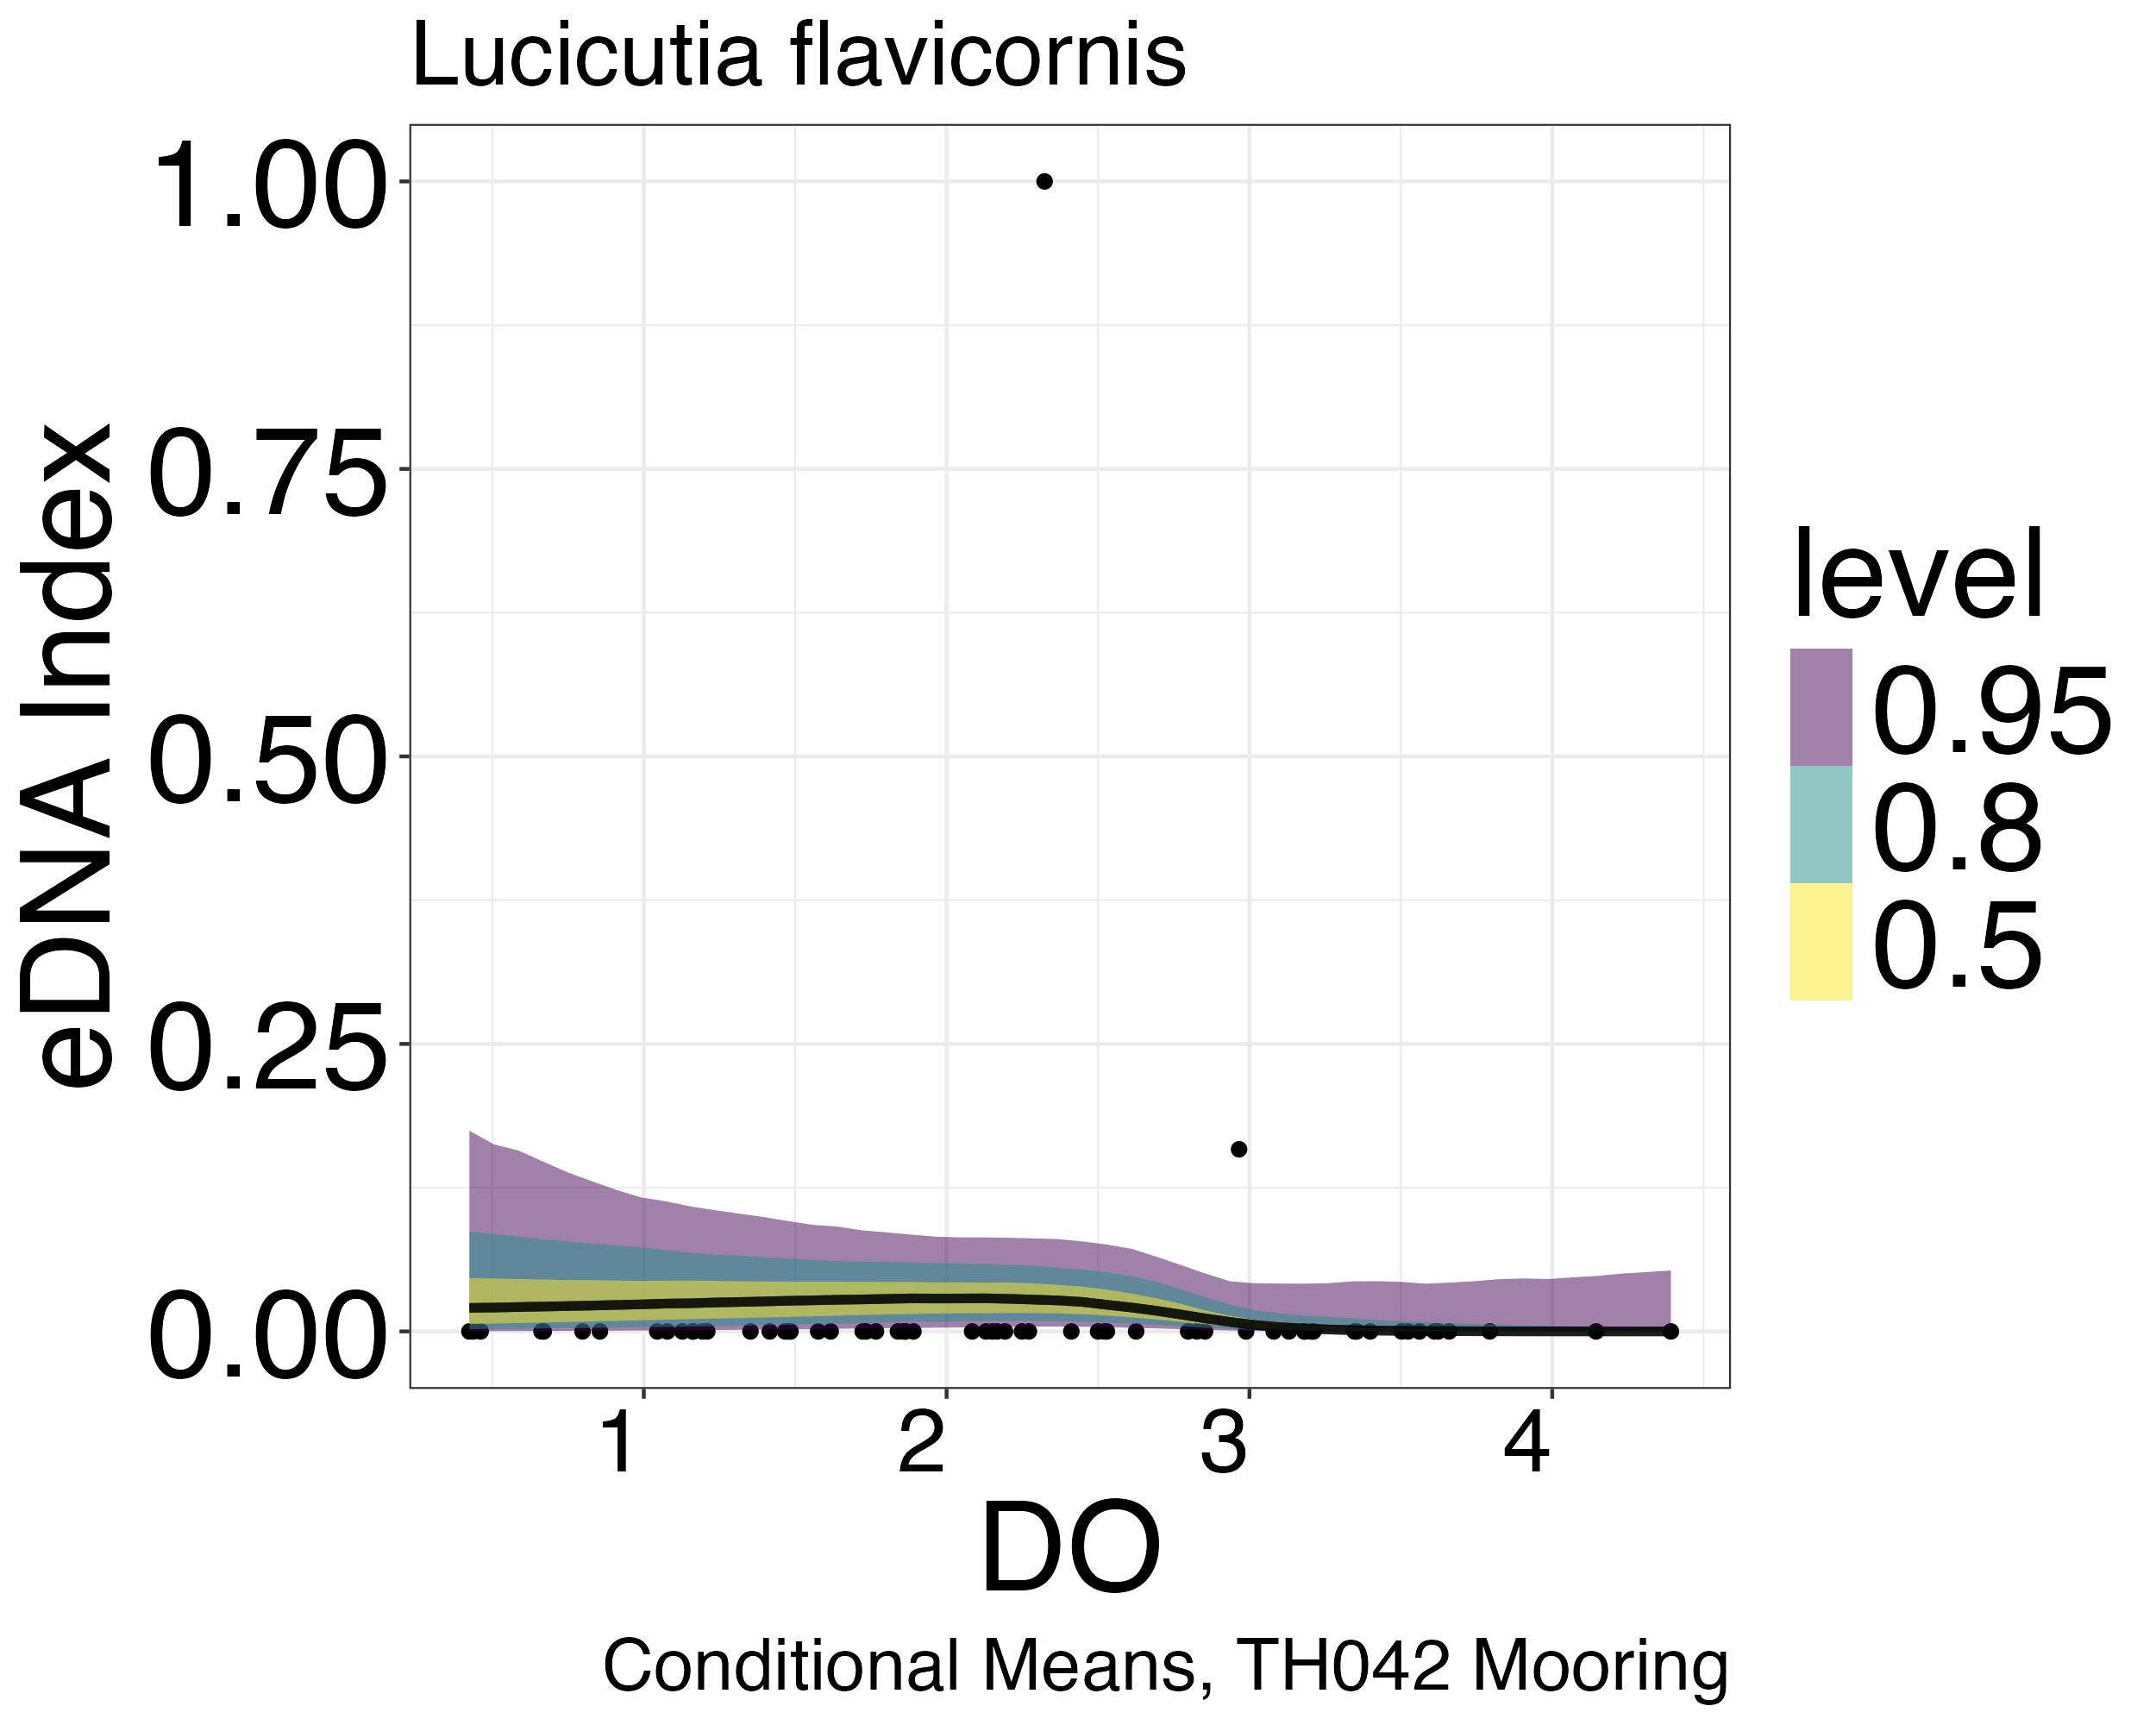 Lucicutia flavicornis
eDNA Index
1.00
0.75
0.50
0.25
0.00
1 2 3 4
DO
Conditional Means, TH042 Mooring
level
0.95
0.8
0.5